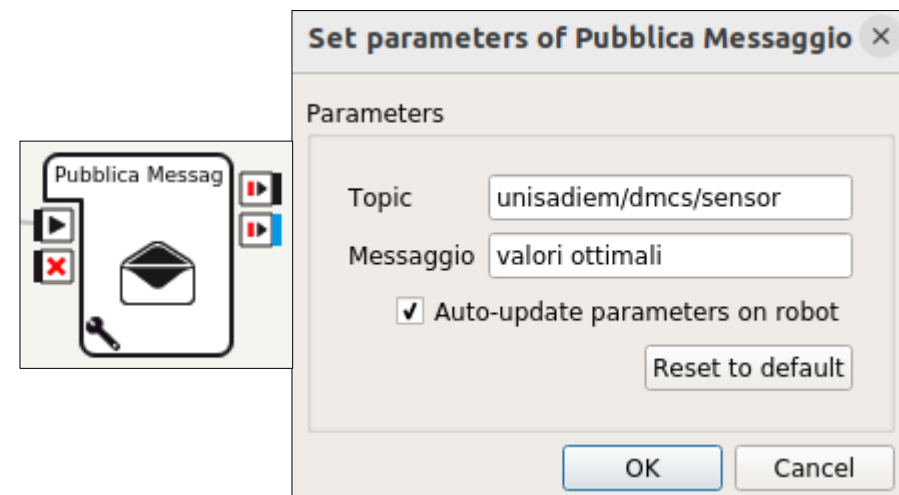 Set parameters of Pubblica Messaggio
Parameters
Pubblica Messag
Topic unisadiem/dmcs/sensor
Messaggio valori ottimali
Auto-update parameters on robot
Reset to default
OK Cancel